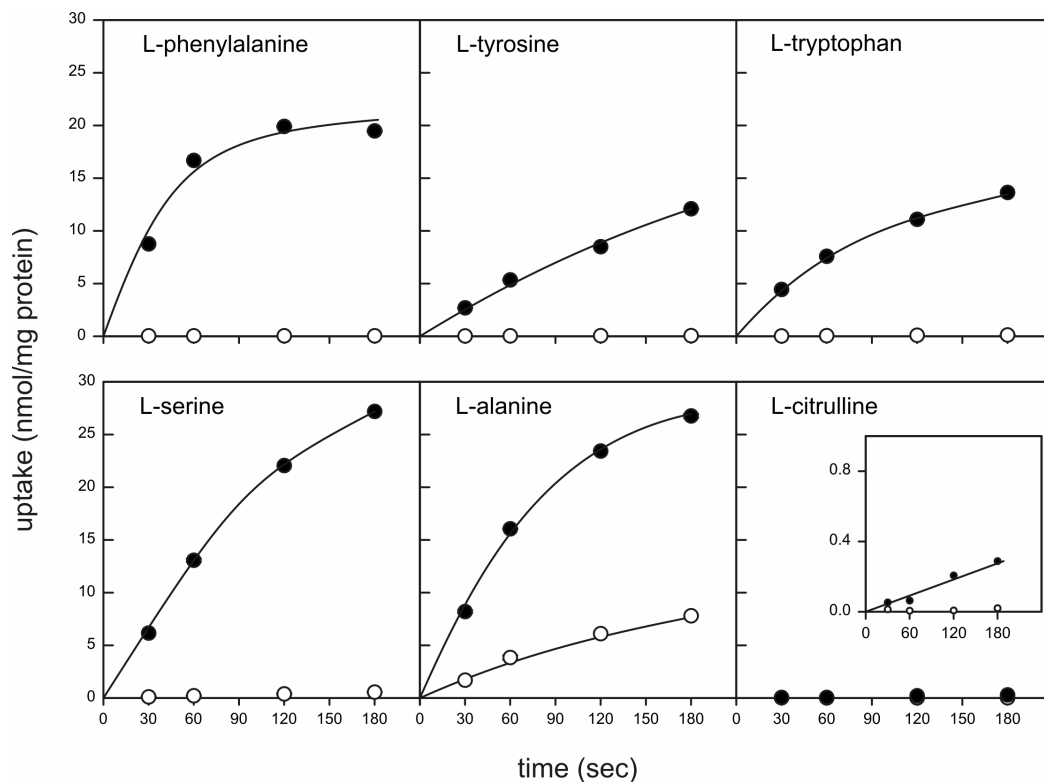 30
25
20
15
10
5
0
L-phenylalanine
L-tyrosine
L-tryptophan
30
25
20
15
10
5
0
L-serine
L-alanine
L-citrulline
0.8
0.4
0.0
0 60 120 180
0 30 60 90 120 150 180
0 30 60 90 120 150 180
0 30 60 90 120 150 180
uptake (nmol/mg protein)
time (sec)